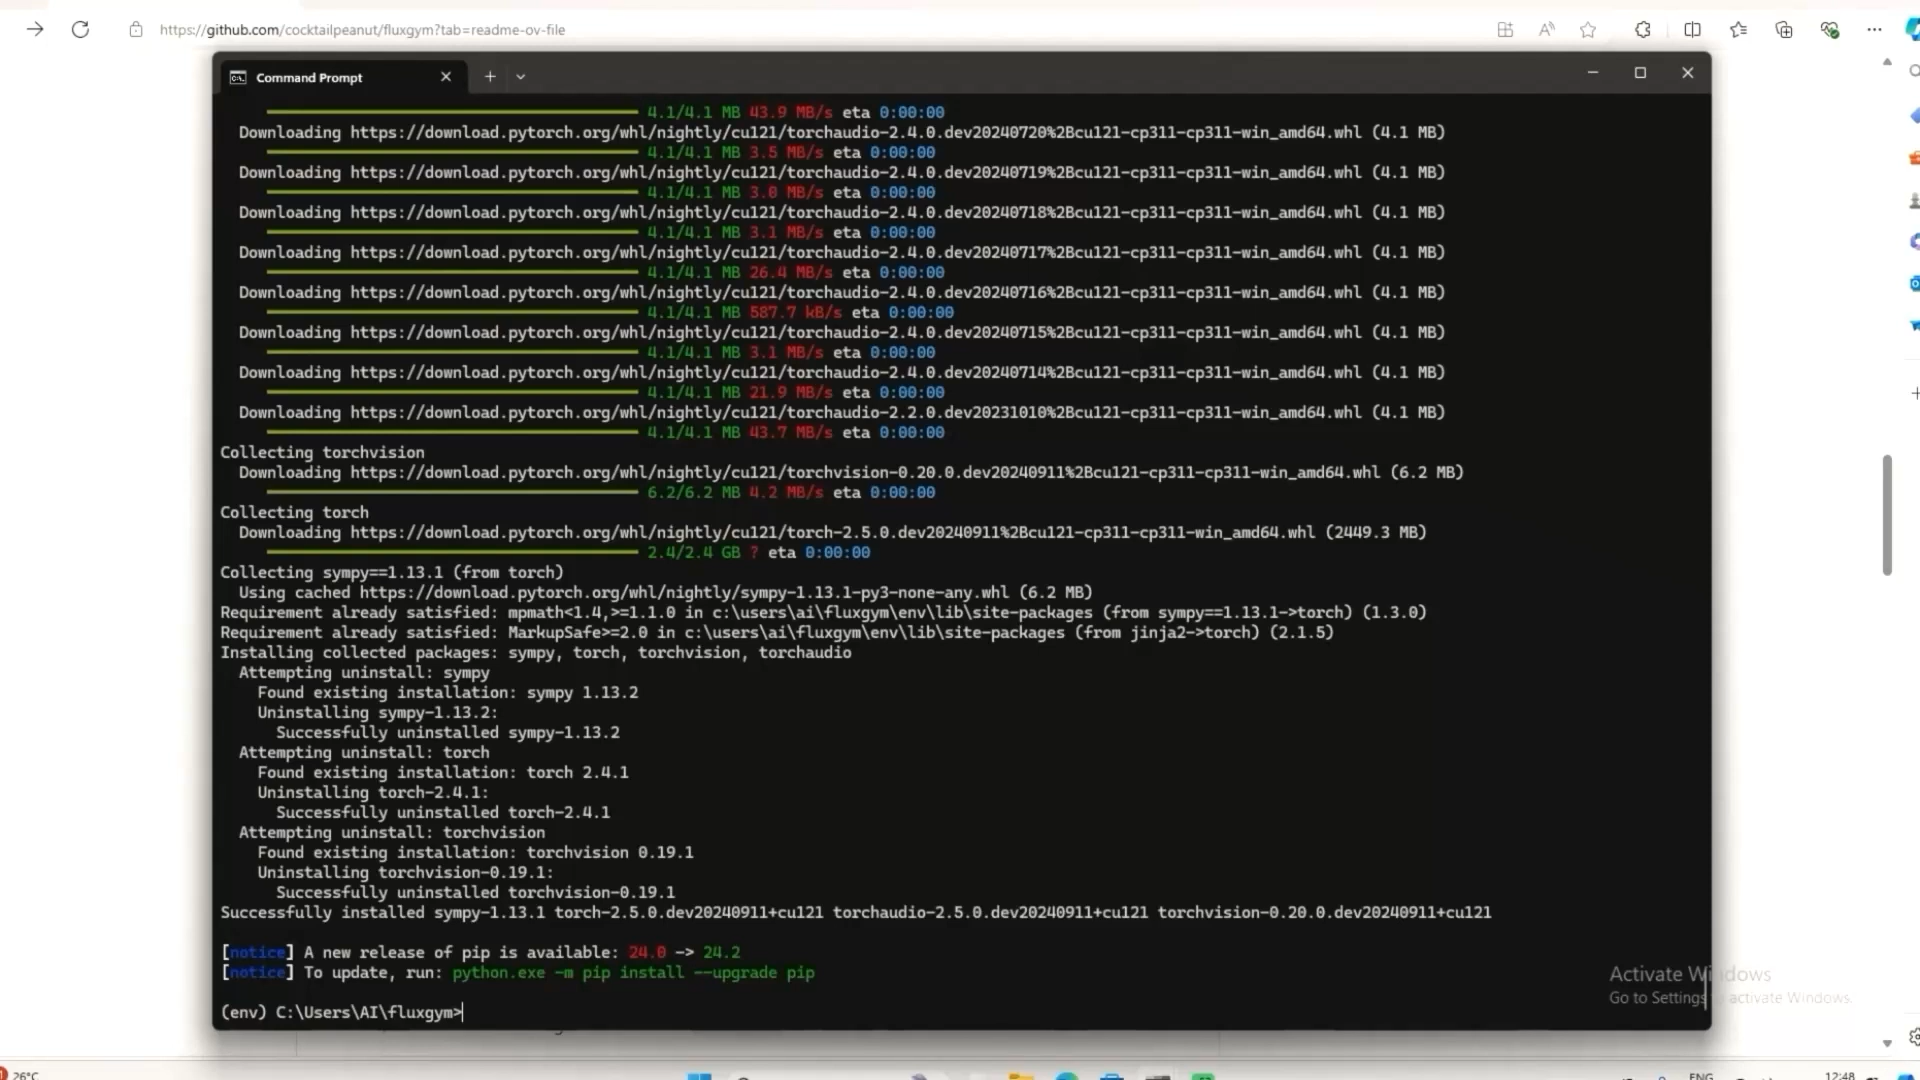 https://github.com/cocktailpeanut/fluxgym?tab=readme-ov-file
Command Prompt
4.1/4.1 MB 43.9 MB/s eta 0:00:00
Downloading https://download.pytorch.org/whl/nightly/cu121/torchaudio-2.4.0.dev20240720%2Bcu121-cp311-cp311-win_amd64.whl (4.1 MB)
4.1/4.1 MB 3.5 MB/s eta 0:00:00
Downloading https://download.pytorch.org/whl/nightly/cu121/torchaudio-2.4.0.dev20240719%2Bcu121-cp311-cp311-win_amd64.whl (4.1 MB)
4.1/4.1 MB 3.0 MB/s eta 0:00:00
Downloading https://download.pytorch.org/whl/nightly/cu121/torchaudio-2.4.0.dev20240718%2Bcu121-cp311-cp311-win_amd64.whl (4.1 MB)
4.1/4.1 MB 3.1 MB/s eta 0:00:00
Downloading https://download.pytorch.org/whl/nightly/cu121/torchaudio-2.4.0.dev20240717%2Bcu121-cp311-cp311-win_amd64.whl (4.1 MB)
4.1/4.1 MB 26.4 MB/s eta 0:00:00
Downloading https://download.pytorch.org/whl/nightly/cu121/torchaudio-2.4.0.dev20240716%2Bcu121-cp311-cp311-win_amd64.whl (4.1 MB)
4.1/4.1 MB 587.7 kB/s eta 0:00:00
Downloading https://download.pytorch.org/whl/nightly/cu121/torchaudio-2.4.0.dev20240715%2Bcu121-cp311-cp311-win_amd64.whl (4.1 MB)
4.1/4.1 MB 3.1 MB/s eta 0:00:00
Downloading https://download.pytorch.org/whl/nightly/cu121/torchaudio-2.4.0.dev20240714%2Bcu121-cp311-cp311-win_amd64.whl (4.1 MB)
4.1/4.1 MB 21.9 MB/s eta 0:00:00
Downloading https://download.pytorch.org/whl/nightly/cu121/torchaudio-2.2.0.dev20231010%2Bcu121-cp311-cp311-win_amd64.whl (4.1 MB)
4.1/4.1 MB 43.7 MB/s eta 0:00:00
Collecting torchvision
Downloading https://download.pytorch.org/whl/nightly/cu121/torchvision-0.20.0.dev20240911%2Bcu121-cp311-cp311-win_amd64.whl (6.2 MB)
6.2/6.2 MB 4.2 MB/s eta 0:00:00
Collecting torch
Downloading https://download.pytorch.org/whl/nightly/cu121/torch-2.5.0.dev20240911%2Bcu121-cp311-cp311-win_amd64.whl (2449.3 MB)
2.4/2.4 GB ? eta 0:00:00
Collecting sympy==1.13.1 (from torch)
Using cached https://download.pytorch.org/whl/nightly/sympy-1.13.1-py3-none-any.whl (6.2 MB)
Requirement already satisfied: mpmath<1.4,>=1.1.0 in c:\users\ai\fluxgym\env\lib\site-packages (from sympy==1.13.1->torch) (1.3.0)
Requirement already satisfied: MarkupSafe>=2.0 in c:\users\ai\fluxgym\env\lib\site-packages (from jinja2->torch) (2.1.5)
Installing collected packages: sympy, torch, torchvision, torchaudio
Attempting uninstall: sympy
Found existing installation: sympy 1.13.2
Uninstalling sympy-1.13.2:
Successfully uninstalled sympy-1.13.2
Attempting uninstall: torch
Found existing installation: torch 2.4.1
Uninstalling torch-2.4.1:
Successfully uninstalled torch-2.4.1
Attempting uninstall: torchvision
Found existing installation: torchvision 0.19.1
Uninstalling torchvision-0.19.1:
Successfully uninstalled torchvision-0.19.1
Successfully installed sympy-1.13.1 torch-2.5.0.dev20240911+cu121 torchaudio-2.5.0.dev20240911+cu121 torchvision-0.20.0.dev20240911+cu121
[notice] A new release of pip is available: 24.0 -> 24.2
[notice] To update, run: python.exe -m pip install --upgrade pip
(env) C:\Users\AI\fluxgym>
Activate Windows
Go to Settings to activate Windows.
26°C
ENG
12:48